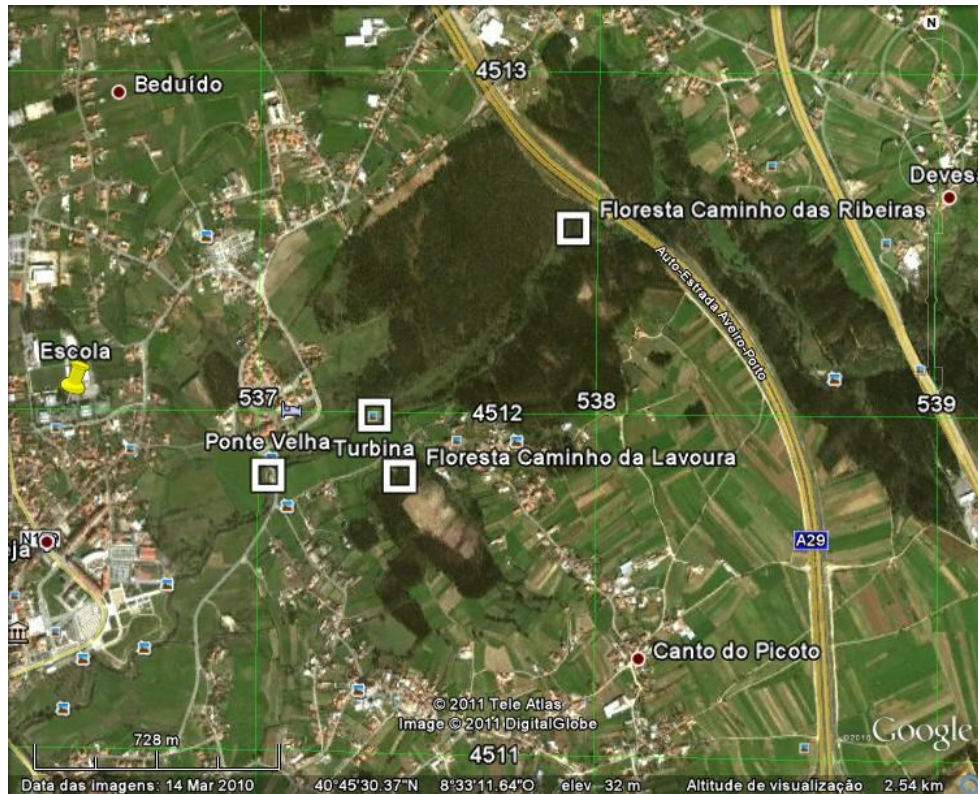 N
4513
Beduído
Devesa
Floresta Caminho das Ribeiras
Auto-Estrada Aveiro-Porto
Escola
537
4512
538
539
Ponte Velha
Turbina
Floresta Caminho da Lavoura
A29
Canto do Picoto
© 2011 Tele Atlas
Image © 2011 DigitalGlobe
©2010 Google
728 m
4511
Data das imagens: 14 Mar 2010 40°45'30.37"N 8°33'11.64"O elev 32 m Altitude de visualização 2.54 km